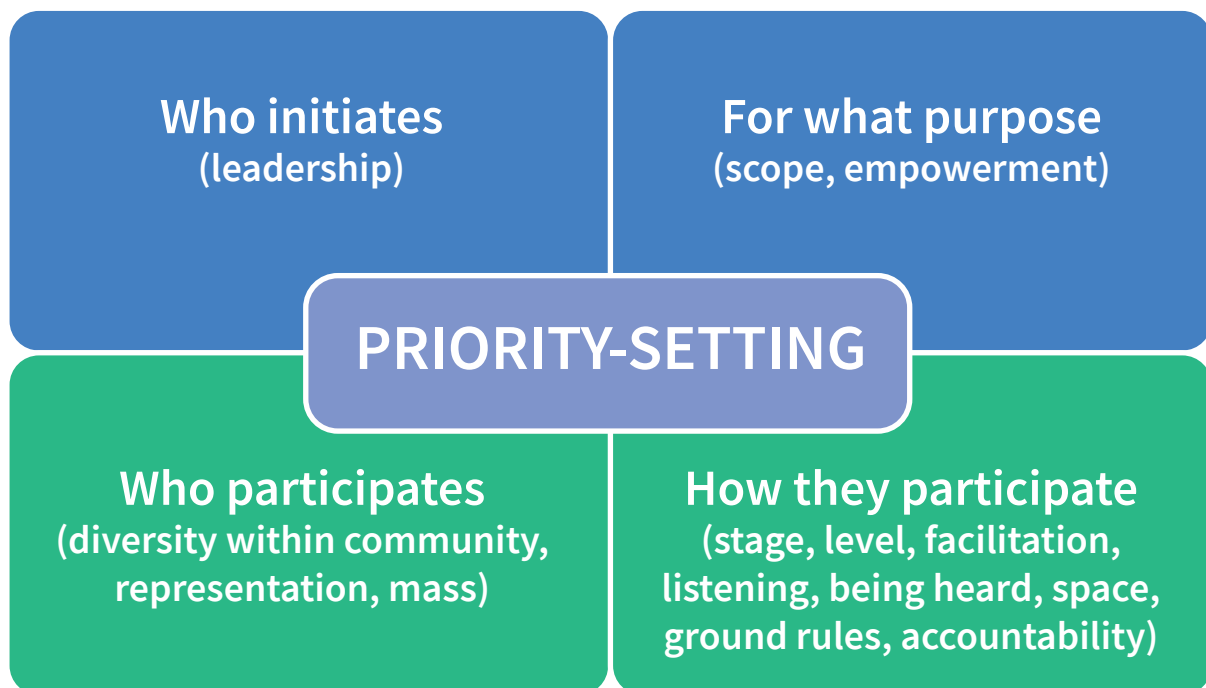 Who initiates
(leadership)
For what purpose
(scope, empowerment)
PRIORITY-SETTING
Who participates
(diversity within community,
representation, mass)
How they participate
(stage, level, facilitation,
listening, being heard, space,
ground rules, accountability)